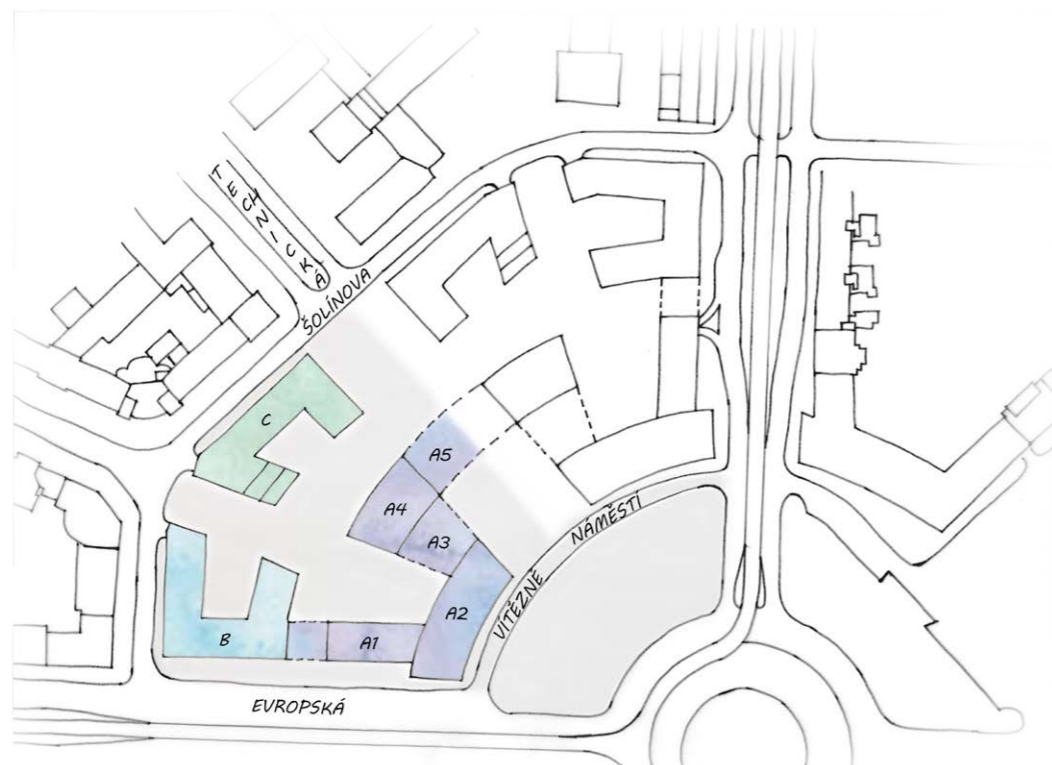 TECHNICKÁ
ŠOLÍNOVA
C
A5
A4
A3
NÁMĚSTÍ
VÍTĚZNÉ
A2
B
A1
EVROPSKÁ